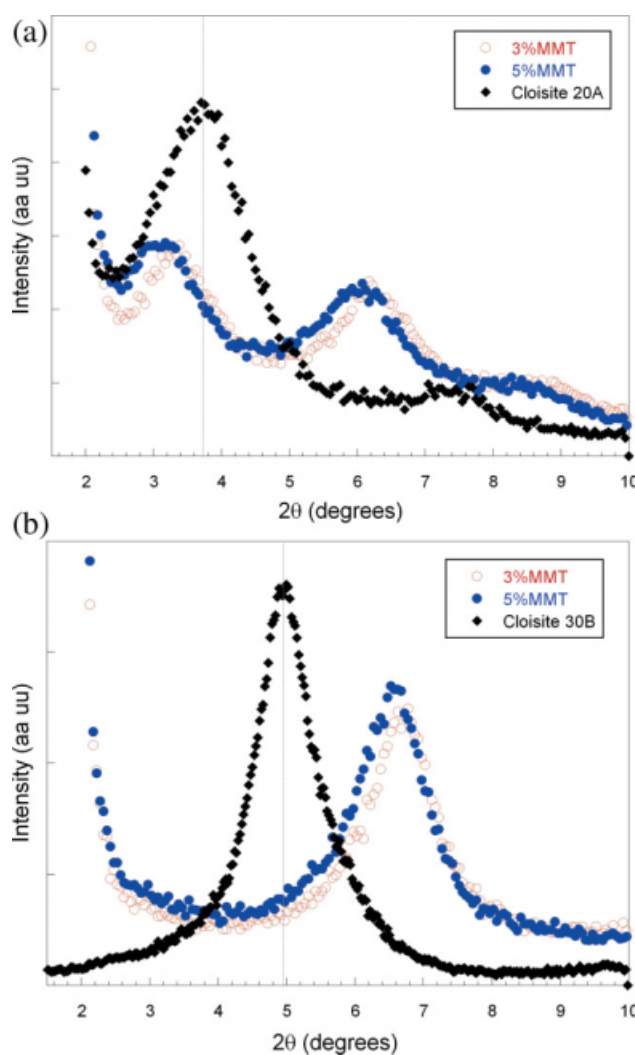 (a)
3%MMT
5%MMT
Cloisite 20A
Intensity (aa uu)
2 3 4 5 6 7 8 9 10
2θ (degrees)
(b)
3%MMT
5%MMT
Cloisite 30B
Intensity (aa uu)
2 3 4 5 6 7 8 9 10
2θ (degrees)